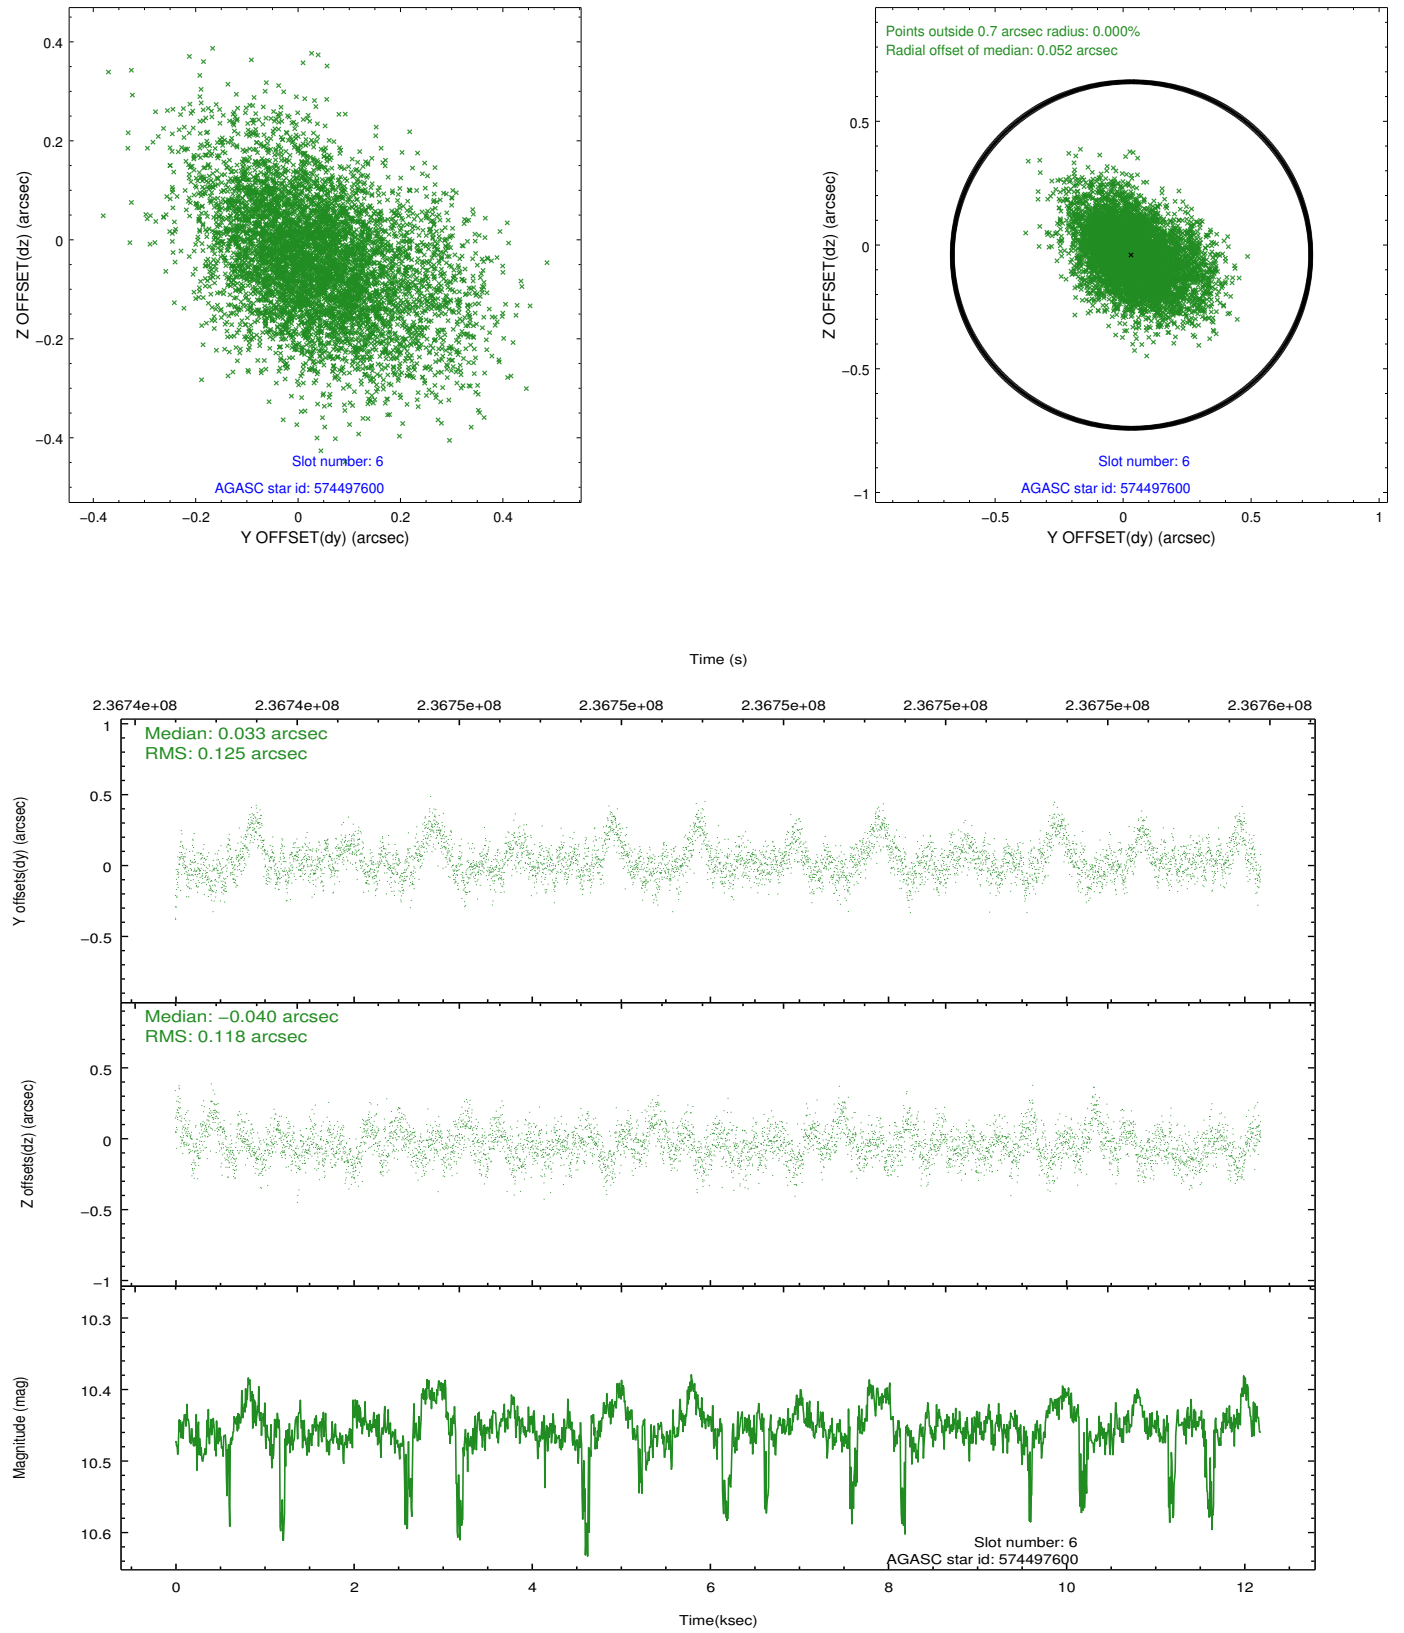 0.4
0.2
0
−0.2
−0.4
Z OFFSET(dz) (arcsec)
Slot number: 6
AGASC star id: 574497600
−0.4 −0.2 0 0.2 0.4
Y OFFSET(dy) (arcsec)
Points outside 0.7 arcsec radius: 0.000%
Radial offset of median: 0.052 arcsec
0.5
0
−0.5
−1
Z OFFSET(dz) (arcsec)
Slot number: 6
AGASC star id: 574497600
−0.5 0 0.5 1
Y OFFSET(dy) (arcsec)
Time (s)
2.3674e+08 2.3674e+08 2.3675e+08 2.3675e+08 2.3675e+08 2.3675e+08 2.3675e+08 2.3676e+08
Median: 0.033 arcsec
RMS: 0.125 arcsec
1
0.5
0
−0.5
Y offsets(dy) (arcsec)
Median: −0.040 arcsec
RMS: 0.118 arcsec
0.5
0
−0.5
−1
Z offsets(dz) (arcsec)
10.3
10.4
10.5
10.6
Magnitude (mag)
Slot number: 6
AGASC star id: 574497600
0 2 4 6 8 10 12
Time(ksec)